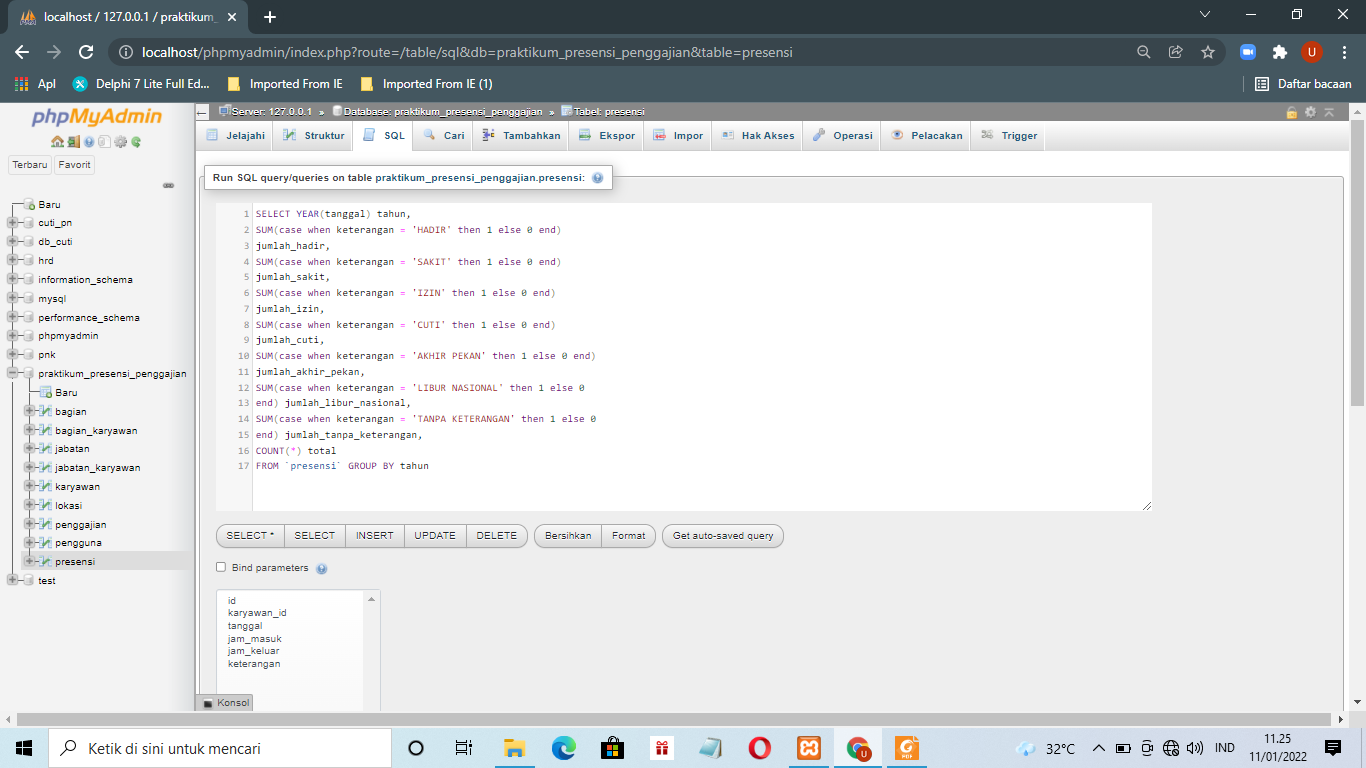 localhost / 127.0.0.1 / praktikum_
localhost/phpmyadmin/index.php?route=/table/sql&db=praktikum_presensi_penggajian&table=presensi
U
Apl
Delphi 7 Lite Full Ed...
Imported From IE
Imported From IE (1)
Daftar bacaan
phpMyAdmin
Terbaru
Favorit
Baru
cuti_pn
db_cuti
hrd
information_schema
mysql
performance_schema
phpmyadmin
pnk
praktikum_presensi_penggajian
Baru
bagian
bagian_karyawan
jabatan
jabatan_karyawan
karyawan
lokasi
penggajian
pengguna
presensi
test
Server: 127.0.0.1 » Database: praktikum_presensi_penggajian » Tabel: presensi
Jelajahi
Struktur
SQL
Cari
Tambahkan
Ekspor
Impor
Hak Akses
Operasi
Pelacakan
Trigger
Run SQL query/queries on table praktikum_presensi_penggajian.presensi:
1 SELECT YEAR(tanggal) tahun,
2 SUM(case when keterangan = 'HADIR' then 1 else 0 end)
3 jumlah_hadir,
4 SUM(case when keterangan = 'SAKIT' then 1 else 0 end)
5 jumlah_sakit,
6 SUM(case when keterangan = 'IZIN' then 1 else 0 end)
7 jumlah_izin,
8 SUM(case when keterangan = 'CUTI' then 1 else 0 end)
9 jumlah_cuti,
10 SUM(case when keterangan = 'AKHIR PEKAN' then 1 else 0 end)
11 jumlah_akhir_pekan,
12 SUM(case when keterangan = 'LIBUR NASIONAL' then 1 else 0
13 end) jumlah_libur_nasional,
14 SUM(case when keterangan = 'TANPA KETERANGAN' then 1 else 0
15 end) jumlah_tanpa_keterangan,
16 COUNT(*) total
17 FROM `presensi` GROUP BY tahun
SELECT *
SELECT
INSERT
UPDATE
DELETE
Bersihkan
Format
Get auto-saved query
Bind parameters
id
karyawan_id
tanggal
jam_masuk
jam_keluar
keterangan
Konsol
Ketik di sini untuk mencari
U
PDF
32°C
IND
11.25
11/01/2022